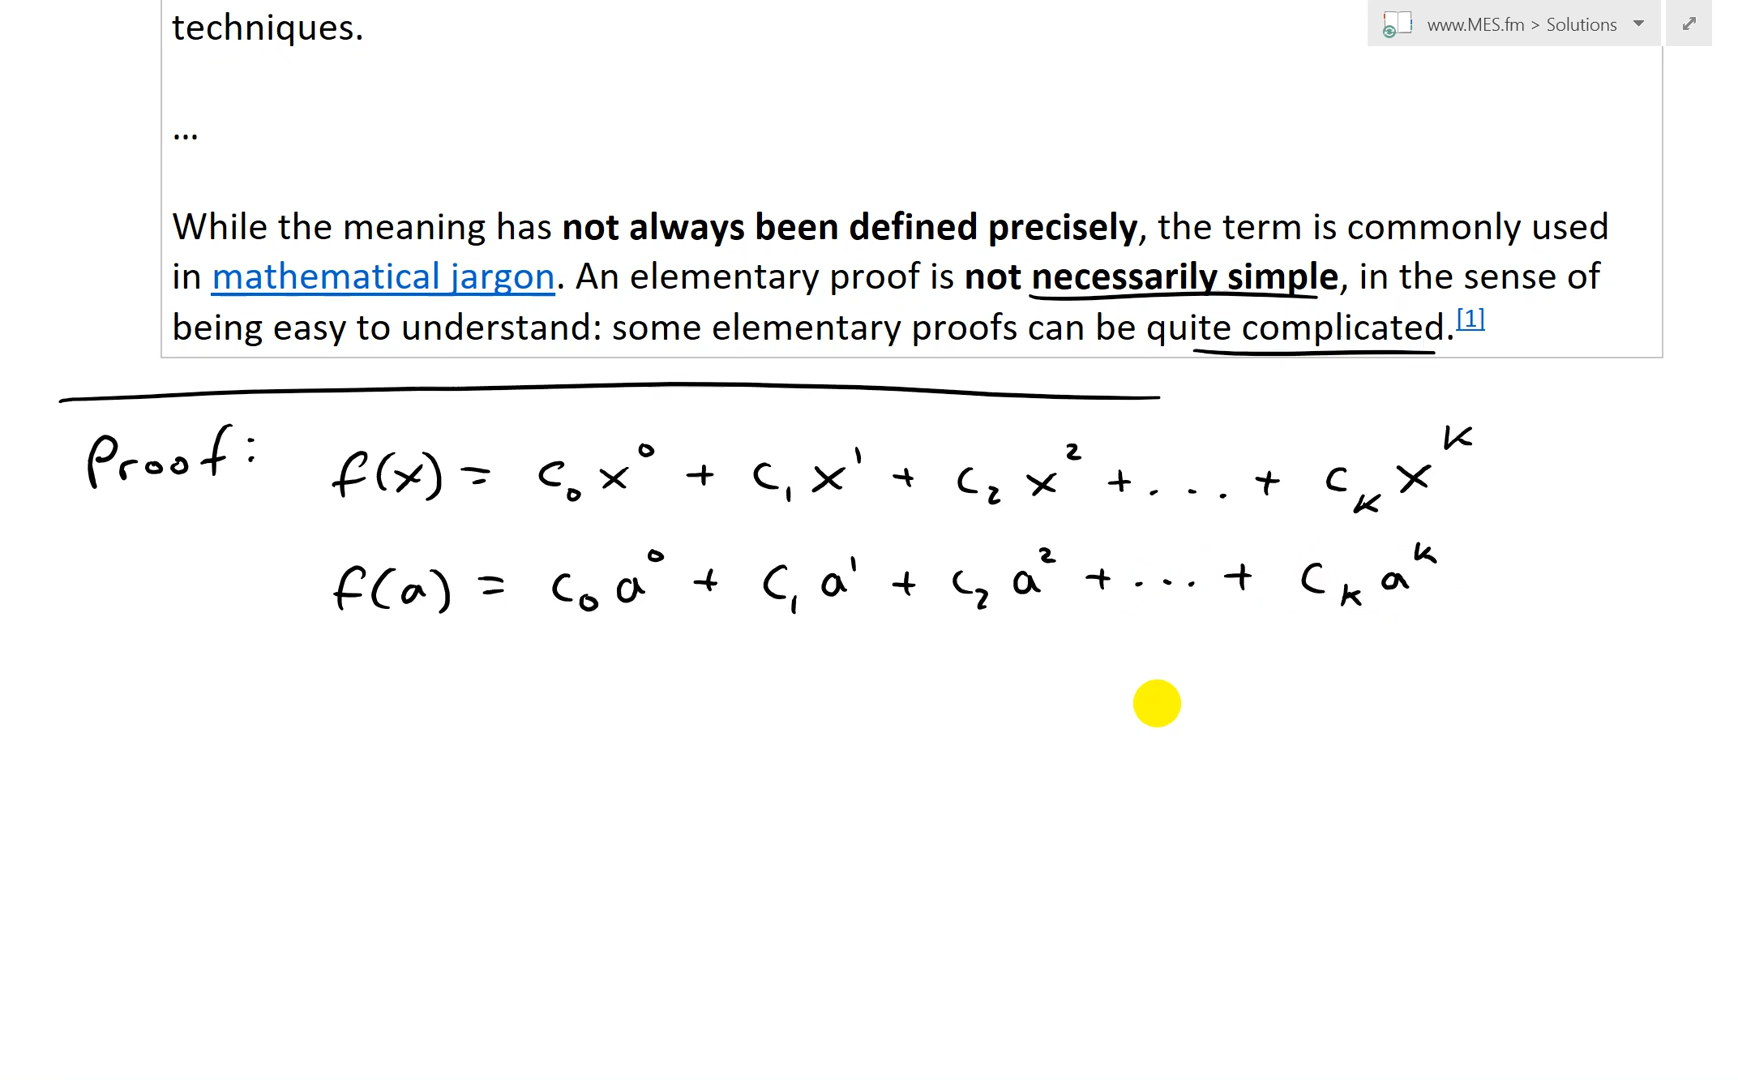 techniques.
www.MES.fm > Solutions
...
While the meaning has not always been defined precisely, the term is commonly used
in mathematical jargon. An elementary proof is not necessarily simple, in the sense of
being easy to understand: some elementary proofs can be quite complicated.[1]
Proof: f(x) = c₀x⁰ + c₁x¹ + c₂x² + ... + cₖxᵏ
f(a) = c₀a⁰ + c₁a¹ + c₂a² + ... + cₖaᵏ